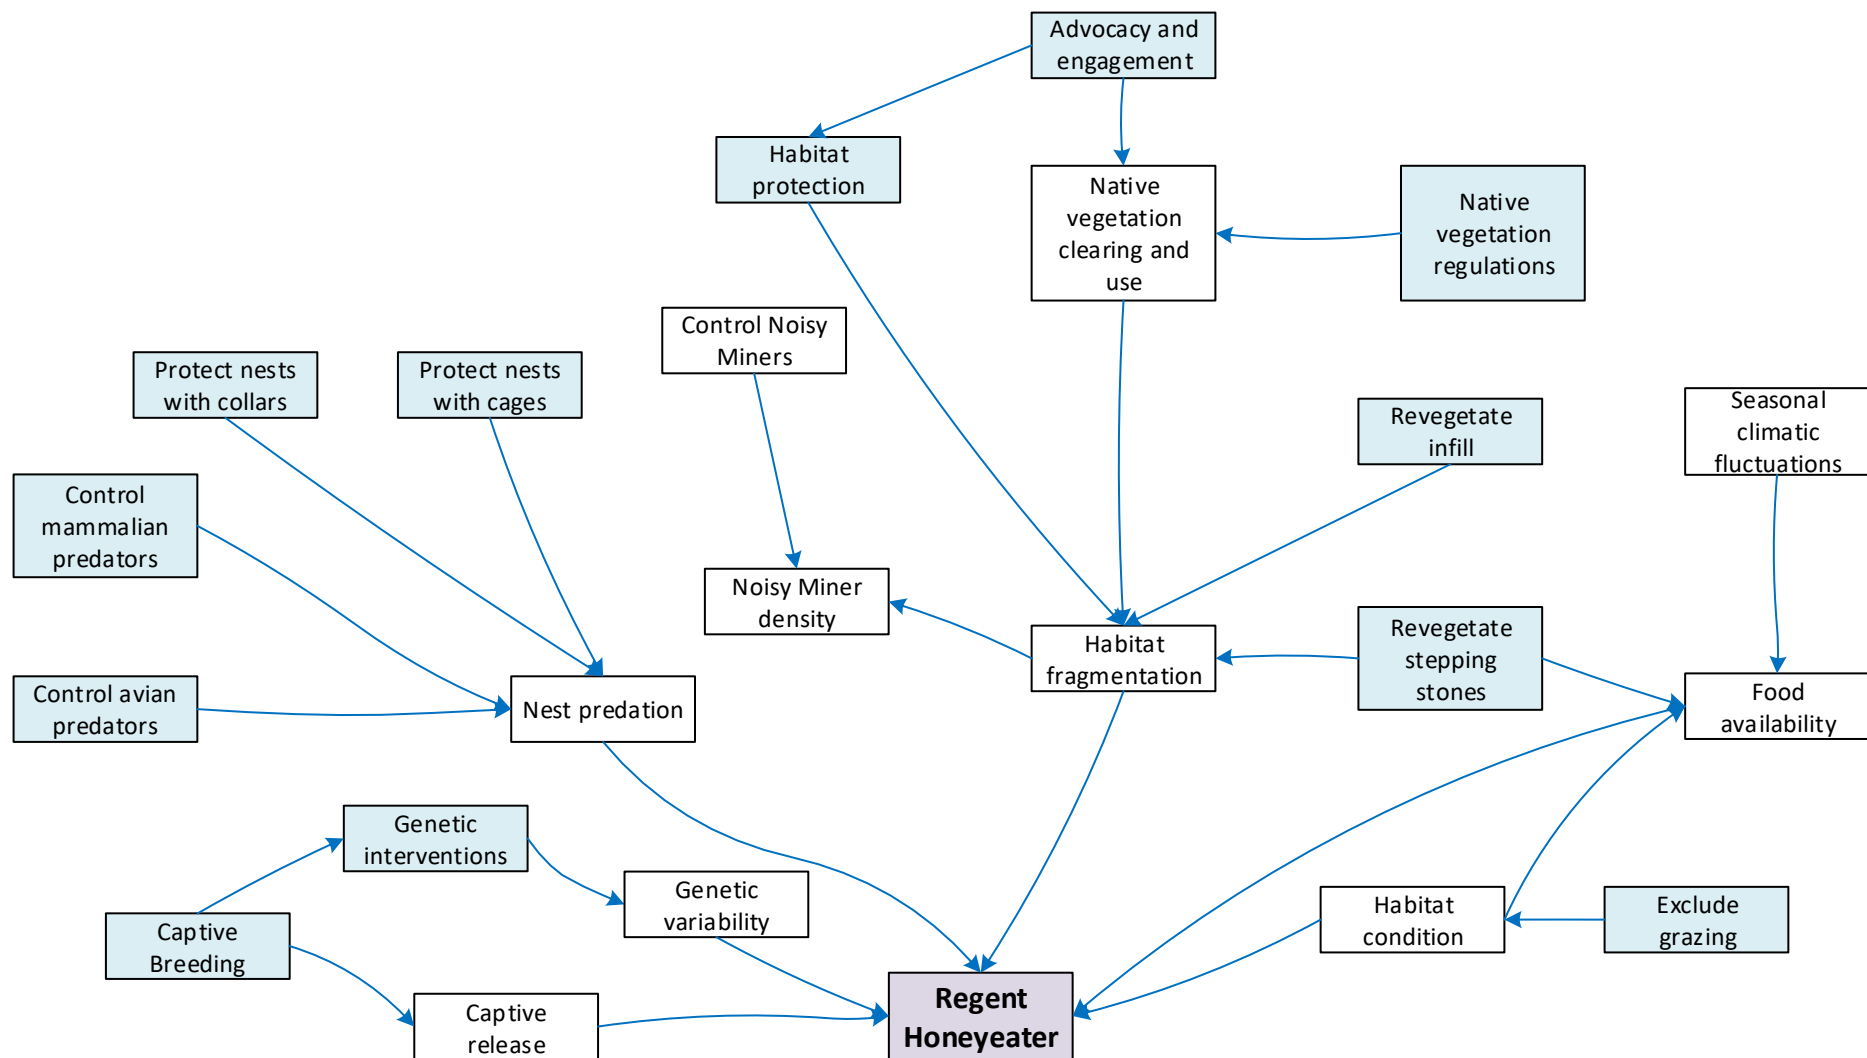 Advocacy and
engagement
Habitat
protection
Native
vegetation
clearing and
use
Native
vegetation
regulations
Control Noisy
Miners
Protect nests
with collars
Protect nests
with cages
Seasonal
climatic
fluctuations
Revegetate
infill
Control
mammalian
predators
Noisy Miner
density
Habitat
fragmentation
Revegetate
stepping
stones
Control avian
predators
Nest predation
Food
availability
Genetic
interventions
Genetic
variability
Habitat
condition
Exclude
grazing
Captive
Breeding
Captive
release
Regent
Honeyeater